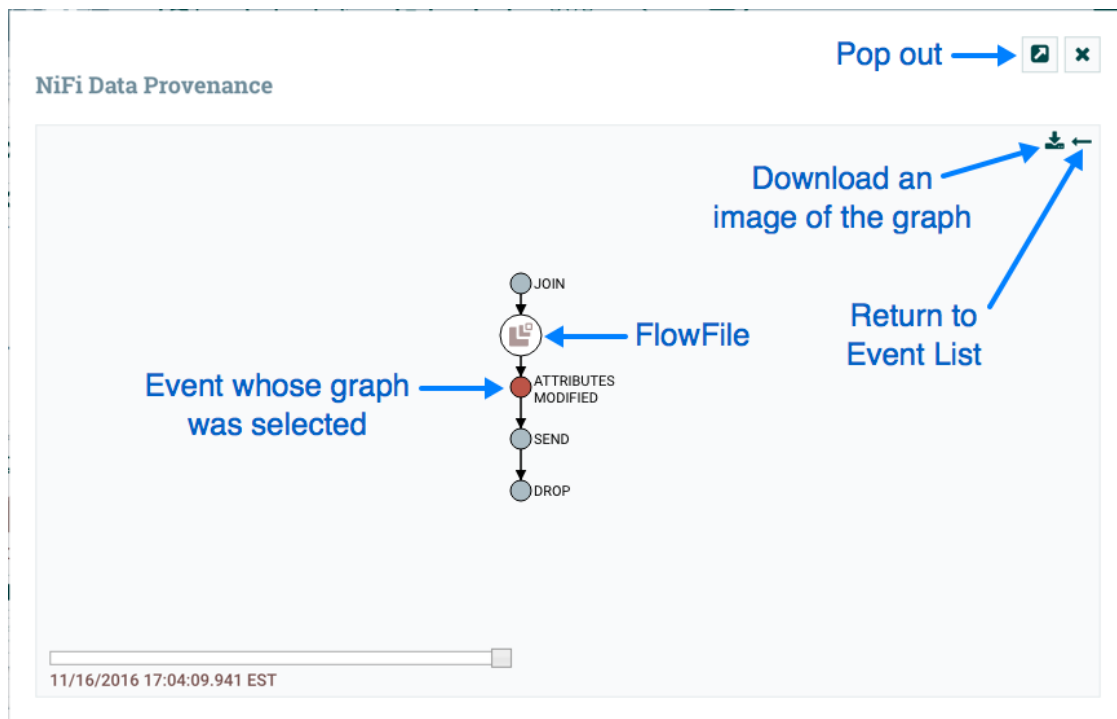 Pop out
NiFi Data Provenance
Download an
image of the graph
JOIN
FlowFile
Return to
Event List
Event whose graph
was selected
ATTRIBUTES
MODIFIED
SEND
DROP
11/16/2016 17:04:09.941 EST